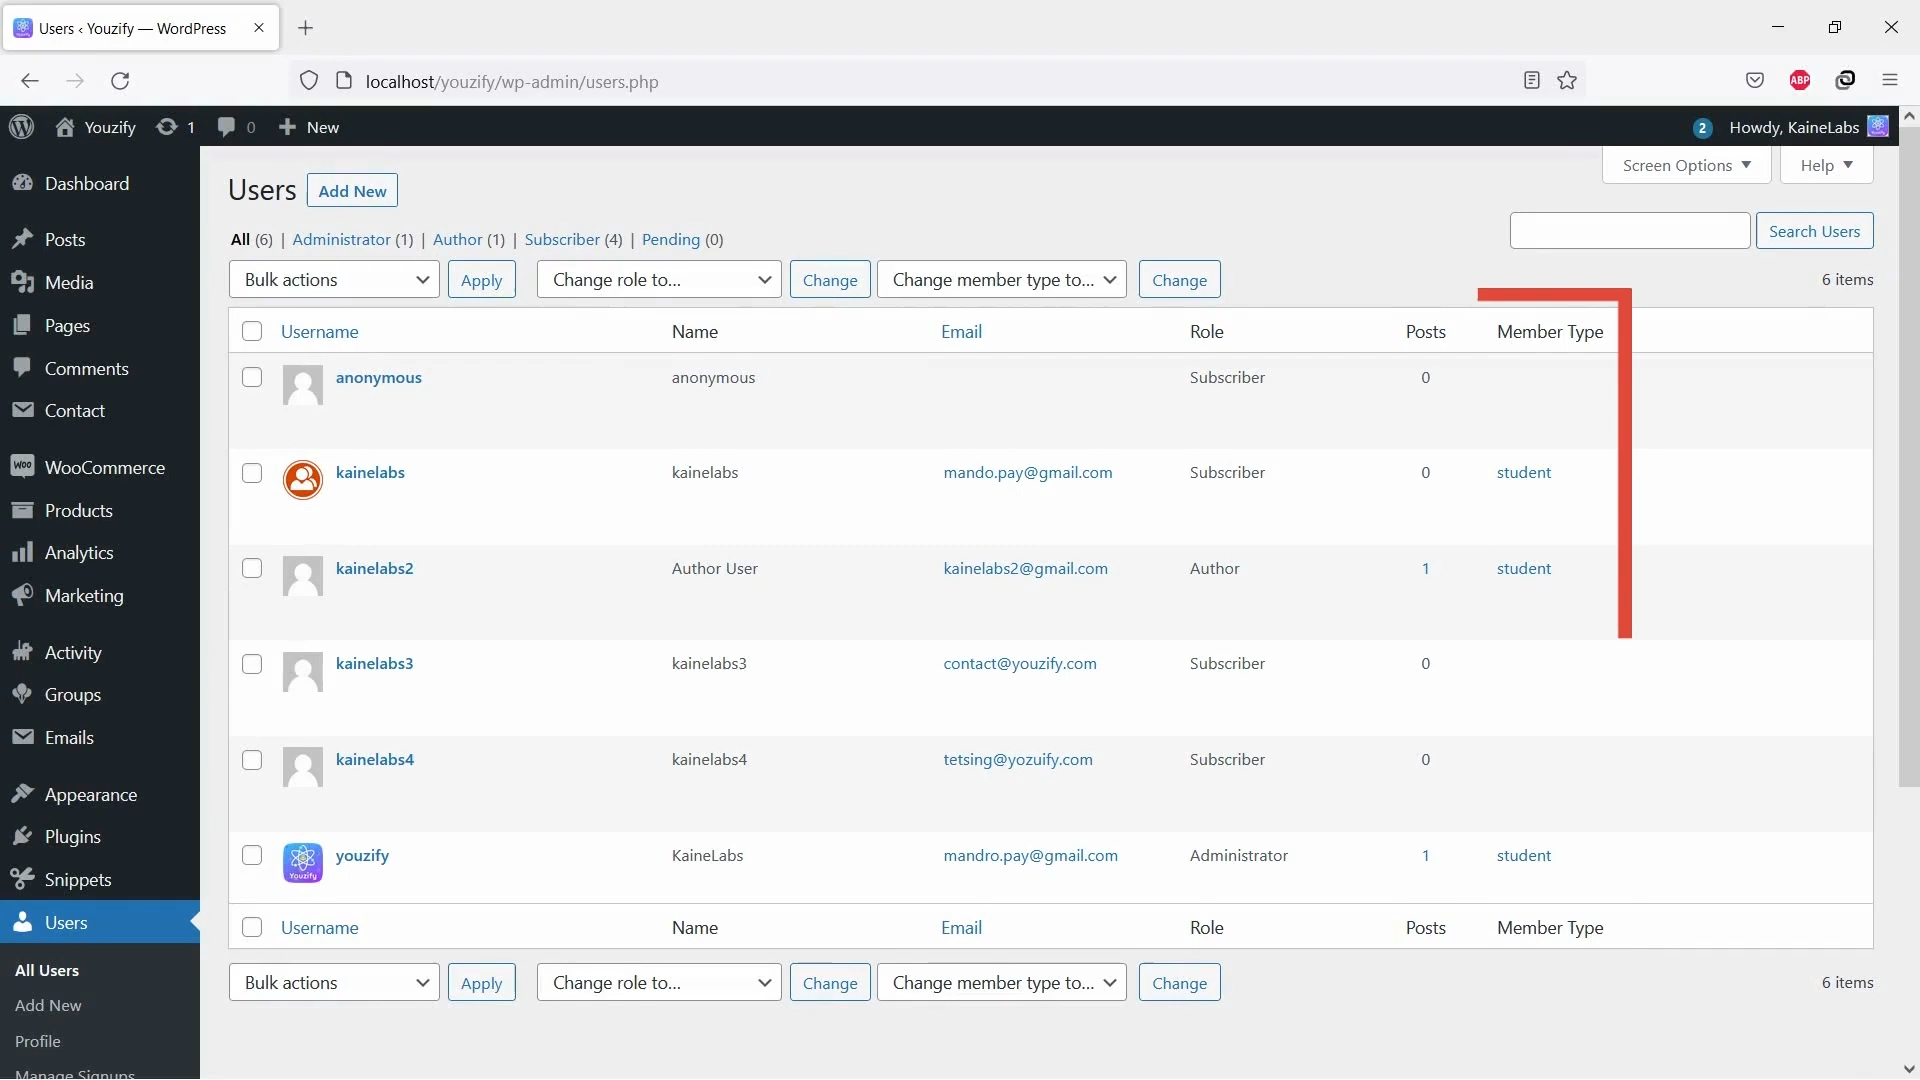 Users ‹ Youzify — WordPress
localhost/youzify/wp-admin/users.php
ABP
Youzify 1 0 New
2 Howdy, KaineLabs
Screen Options Help
Dashboard
Posts
Media
Pages
Comments
Contact
WOO WooCommerce
Products
Analytics
Marketing
Activity
Groups
Emails
Appearance
Plugins
Snippets
Users
All Users
Add New
Profile
Manage Signups
Users Add New
All (6) | Administrator (1) | Author (1) | Subscriber (4) | Pending (0)
Search Users
Bulk actions Apply Change role to... Change Change member type to... Change 6 items
Username Name Email Role Posts Member Type
anonymous anonymous Subscriber 0
kainelabs kainelabs mando.pay@gmail.com Subscriber 0 student
kainelabs2 Author User kainelabs2@gmail.com Author 1 student
kainelabs3 kainelabs3 contact@youzify.com Subscriber 0
kainelabs4 kainelabs4 tetsing@yozuify.com Subscriber 0
youzify KaineLabs mandro.pay@gmail.com Administrator 1 student
Youzify
Username Name Email Role Posts Member Type
Bulk actions Apply Change role to... Change Change member type to... Change 6 items